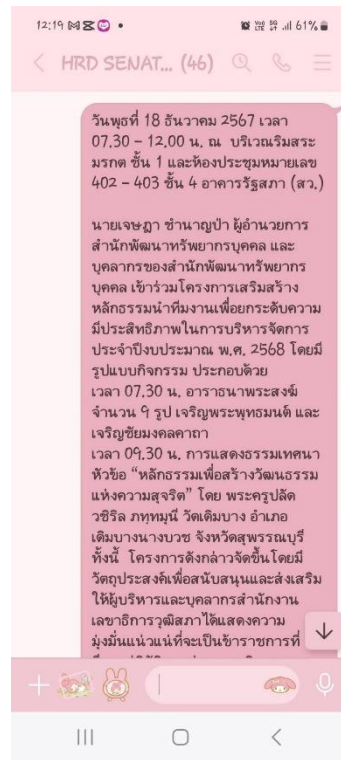 12:19
61%
HRD SENAT... (46)
วันพุธที่ 18 ธันวาคม 2567 เวลา
07.30 – 12.00 น. ณ บริเวณริมสระ
มรกต ชั้น 1 และห้องประชุมหมายเลข
402 – 403 ชั้น 4 อาคารรัฐสภา (สว.)
นายเจษฎา ชำนาญป่า ผู้อำนวยการ
สำนักพัฒนาทรัพยากรบุคคล และ
บุคลากรของสำนักพัฒนาทรัพยากร
บุคคล เข้าร่วมโครงการเสริมสร้าง
หลักธรรมนำทีมงานเพื่อยกระดับความ
มีประสิทธิภาพในการบริหารจัดการ
ประจำปีงบประมาณ พ.ศ. 2568 โดยมี
รูปแบบกิจกรรม ประกอบด้วย
เวลา 07.30 น. อาราธนาพระสงฆ์
จำนวน 9 รูป เจริญพระพุทธมนต์ และ
เจริญชัยมงคลคาถา
เวลา 09.30 น. การแสดงธรรมเทศนา
หัวข้อ “หลักธรรมเพื่อสร้างวัฒนธรรม
แห่งความสุจริต” โดย พระครูปลัด
วชิรล ภทฺทมุนี วัดเดิมบาง อำเภอ
เดิมบางนางบวช จังหวัดสุพรรณบุรี
ทั้งนี้ โครงการดังกล่าวจัดขึ้นโดยมี
วัตถุประสงค์เพื่อสนับสนุนและส่งเสริม
ให้ผู้บริหารและบุคลากรสำนักงาน
เลขาธิการวุฒิสภาได้แสดงความ
มุ่งมั่นแน่วแน่ที่จะเป็นข้าราชการที่